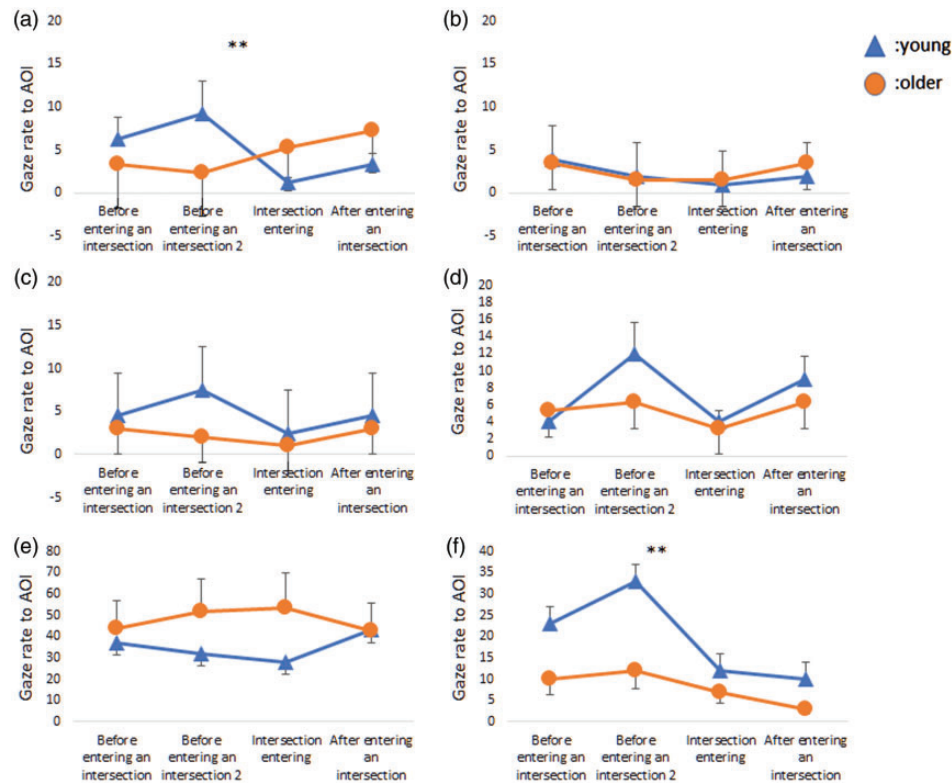 (a)
Gaze rate to AOI
20
15
10
5
0
-5
**
Before
entering an
intersection
Before
entering an
intersection 2
Intersection
entering
After entering
an
intersection
(b)
Gaze rate to AOI
20
15
10
5
0
-5
Before
entering an
intersection
Before
entering an
intersection 2
Intersection
entering
After entering
an
intersection
:young
:older
(c)
Gaze rate to AOI
20
15
10
5
0
-5
Before
entering an
intersection
Before
entering an
intersection 2
Intersection
entering
After entering
an
intersection
(d)
Gaze rate to AOI
20
18
16
14
12
10
8
6
4
2
0
Before
entering an
intersection
Before
entering an
intersection 2
Intersection
entering
After entering
an
intersection
(e)
Gaze rate to AOI
80
70
60
50
40
30
20
10
0
Before
entering an
intersection
Before
entering an
intersection 2
Intersection
entering
After entering
an
intersection
(f)
Gaze rate to AOI
40
35
30
25
20
15
10
5
0
**
Before
entering an
intersection
Before
entering an
intersection 2
Intersection
entering
After entering
an
intersection